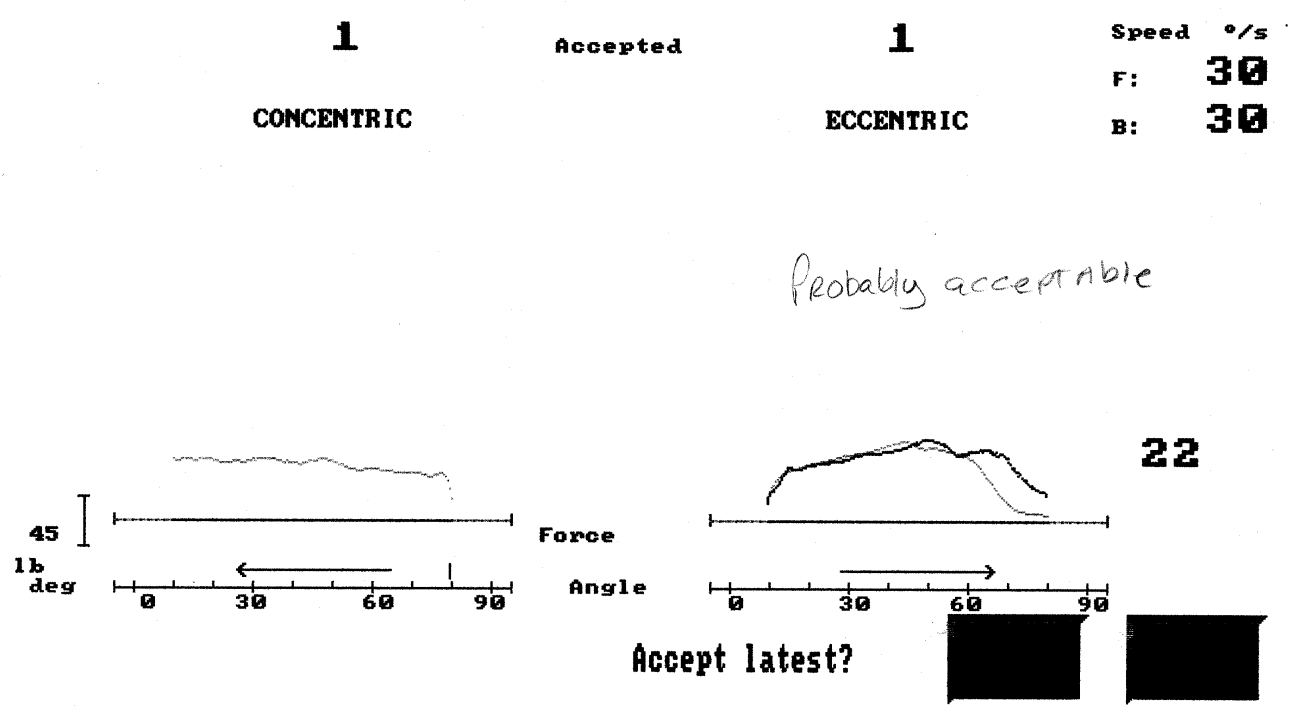 1 Accepted 1 Speed °/s
F: 30
CONCENTRIC ECCENTRIC B: 30
Probably acceptable
22
45
lb
Force
deg
Angle
0 30 60 90 0 30 60 90
Accept latest?